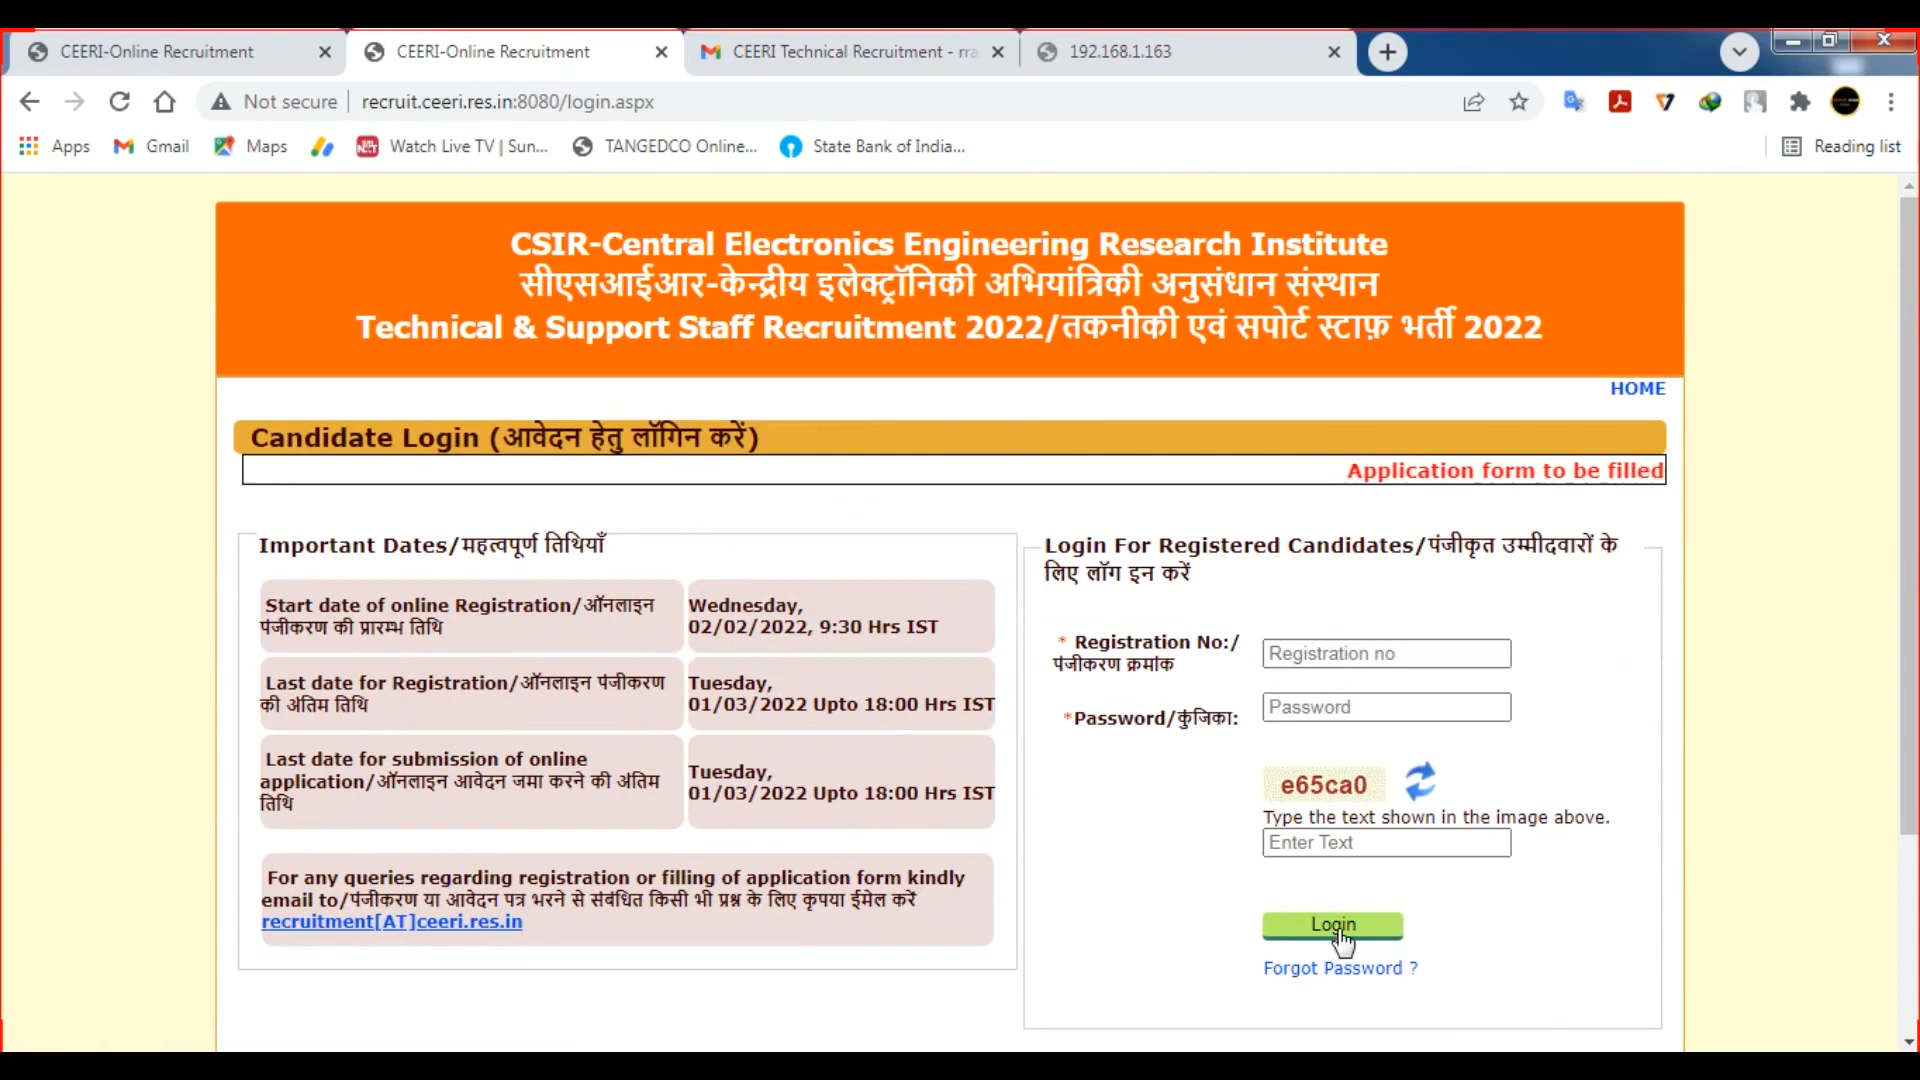 CEERI-Online Recruitment
CEERI-Online Recruitment
CEERI Technical Recruitment - rra
192.168.1.163
Not secure
recruit.ceeri.res.in:8080/login.aspx
Apps
Gmail
Maps
Watch Live TV | Sun...
TANGEDCO Online...
State Bank of India...
Reading list
CSIR-Central Electronics Engineering Research Institute
सीएसआईआर-केन्द्रीय इलेक्ट्रॉनिकी अभियांत्रिकी अनुसंधान संस्थान
Technical & Support Staff Recruitment 2022/तकनीकी एवं सपोर्ट स्टाफ़ भर्ती 2022
HOME
Candidate Login (आवेदन हेतु लॉगिन करें)
Application form to be filled
Important Dates/महत्वपूर्ण तिथियाँ
Start date of online Registration/ऑनलाइन
पंजीकरण की प्रारम्भ तिथि
Wednesday,
02/02/2022, 9:30 Hrs IST
Last date for Registration/ऑनलाइन पंजीकरण
की अंतिम तिथि
Tuesday,
01/03/2022 Upto 18:00 Hrs IST
Last date for submission of online
application/ऑनलाइन आवेदन जमा करने की अंतिम
तिथि
Tuesday,
01/03/2022 Upto 18:00 Hrs IST
For any queries regarding registration or filling of application form kindly
email to/पंजीकरण या आवेदन पत्र भरने से संबंधित किसी भी प्रश्न के लिए कृपया ईमेल करें
recruitment[AT]ceeri.res.in
Login For Registered Candidates/पंजीकृत उम्मीदवारों के
लिए लॉग इन करें
* Registration No:/
पंजीकरण क्रमांक
Registration no
*Password/कुंजिका:
Password
e65ca0
Type the text shown in the image above.
Enter Text
Login
Forgot Password ?